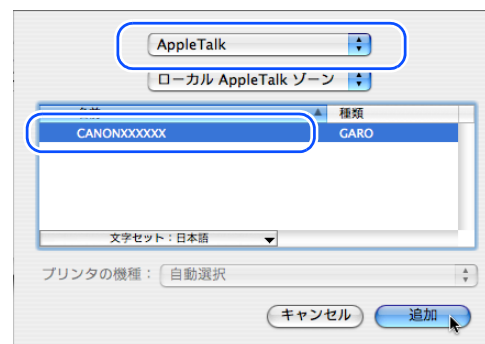 AppleTalk
ローカル AppleTalk ゾーン
名前 種類
CANONXXXXXX GARO
文字セット：日本語
プリンタの機種： 自動選択
キャンセル 追加